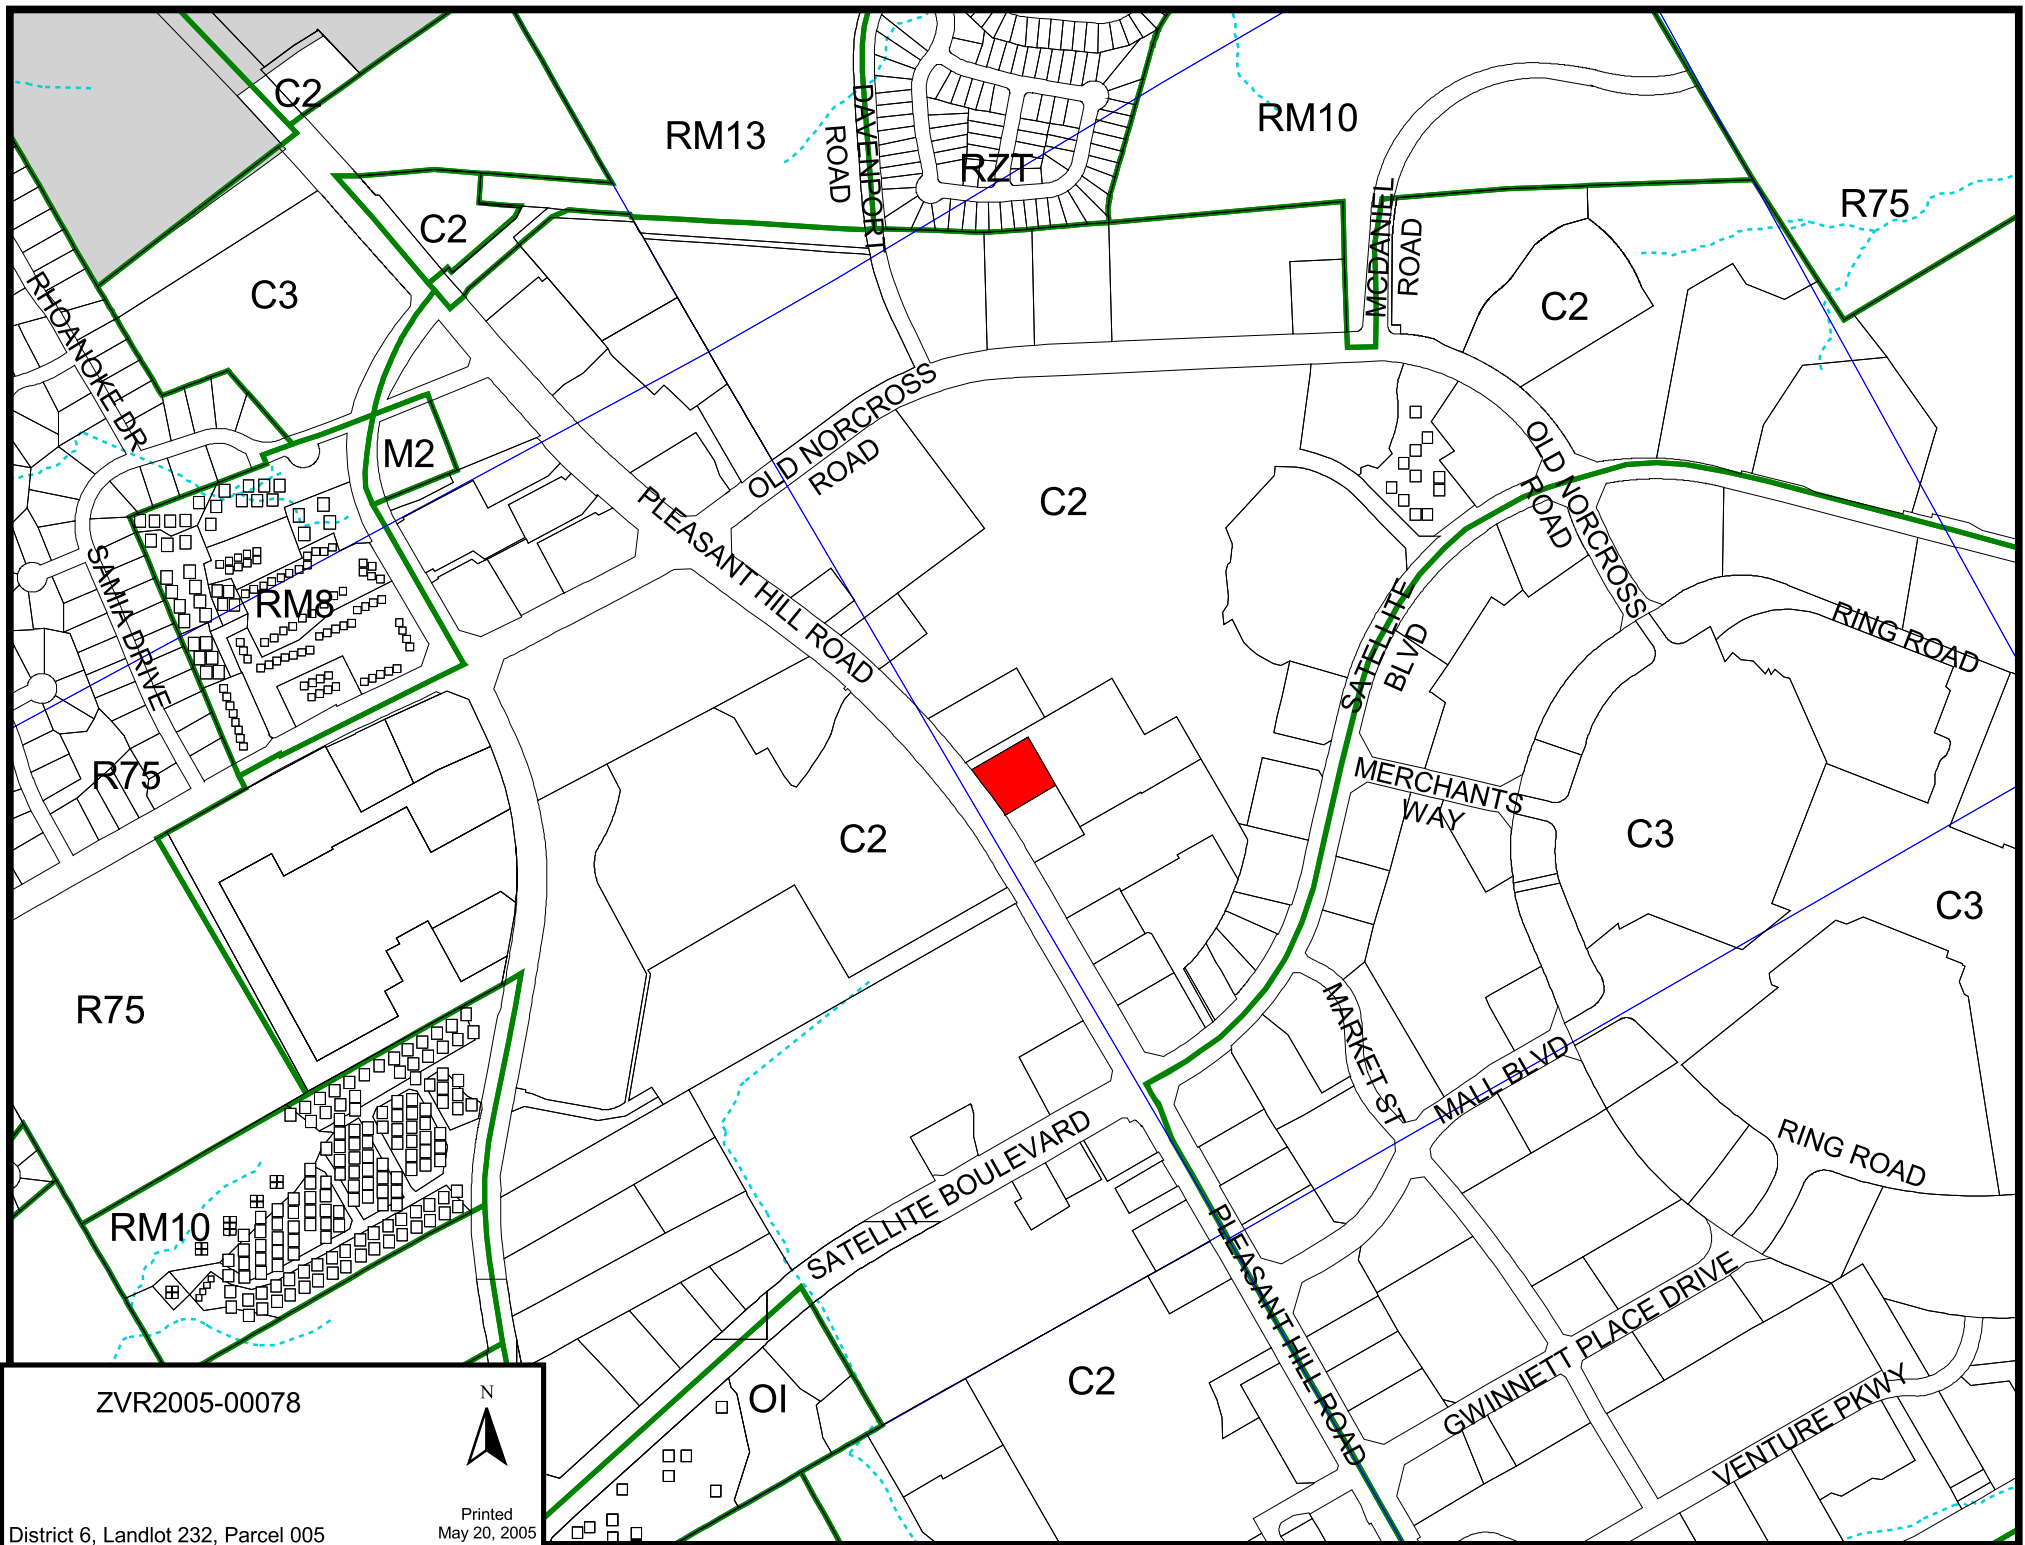 C2
RM13
DAVENPORT
ROAD
RZT
RM10
MCDANIEL
ROAD
R75
C2
C3
C2
RHOANOKE DR
M2
OLD NORCROSS
ROAD
C2
OLD NORCROSS
ROAD
PLEASANT HILL ROAD
SAMIA DRIVE
RM8
SATELLITE
BLVD
RING ROAD
R75
MERCHANTS
WAY
C2
C3
C3
R75
MARKET ST
MALL BLVD
SATELLITE BOULEVARD
RING ROAD
RM10
PLEASANT HILL ROAD
GWINNETT PLACE DRIVE
C2
OI
VENTURE PKWY
ZVR2005-00078
N
Printed
May 20, 2005
District 6, Landlot 232, Parcel 005